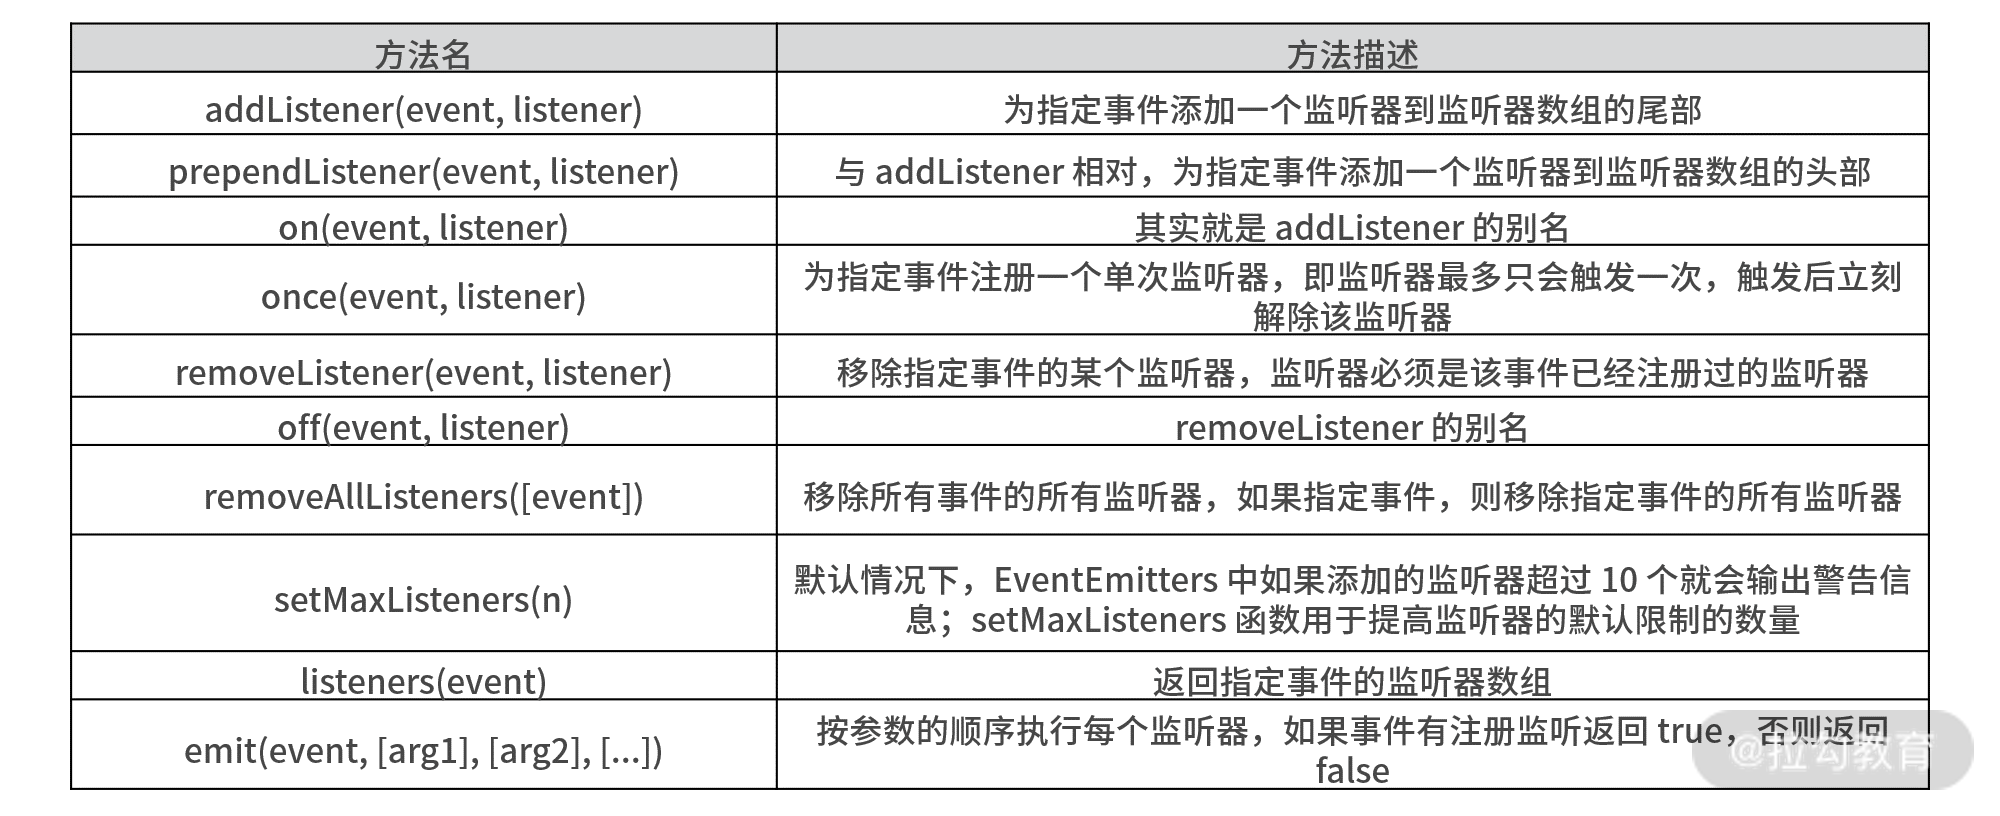 方法名
方法描述
addListener(event, listener)
为指定事件添加一个监听器到监听器数组的尾部
prependListener(event, listener)
与 addListener 相对，为指定事件添加一个监听器到监听器数组的头部
on(event, listener)
其实就是 addListener 的别名
once(event, listener)
为指定事件注册一个单次监听器，即监听器最多只会触发一次，触发后立刻
解除该监听器
removeListener(event, listener)
移除指定事件的某个监听器，监听器必须是该事件已经注册过的监听器
off(event, listener)
removeListener 的别名
removeAllListeners([event])
移除所有事件的所有监听器，如果指定事件，则移除指定事件的所有监听器
setMaxListeners(n)
默认情况下，EventEmitters 中如果添加的监听器超过 10 个就会输出警告信
息；setMaxListeners 函数用于提高监听器的默认限制的数量
listeners(event)
返回指定事件的监听器数组
emit(event, [arg1], [arg2], [...])
按参数的顺序执行每个监听器，如果事件有注册监听返回 true，否则返回
false
@拉勾教育